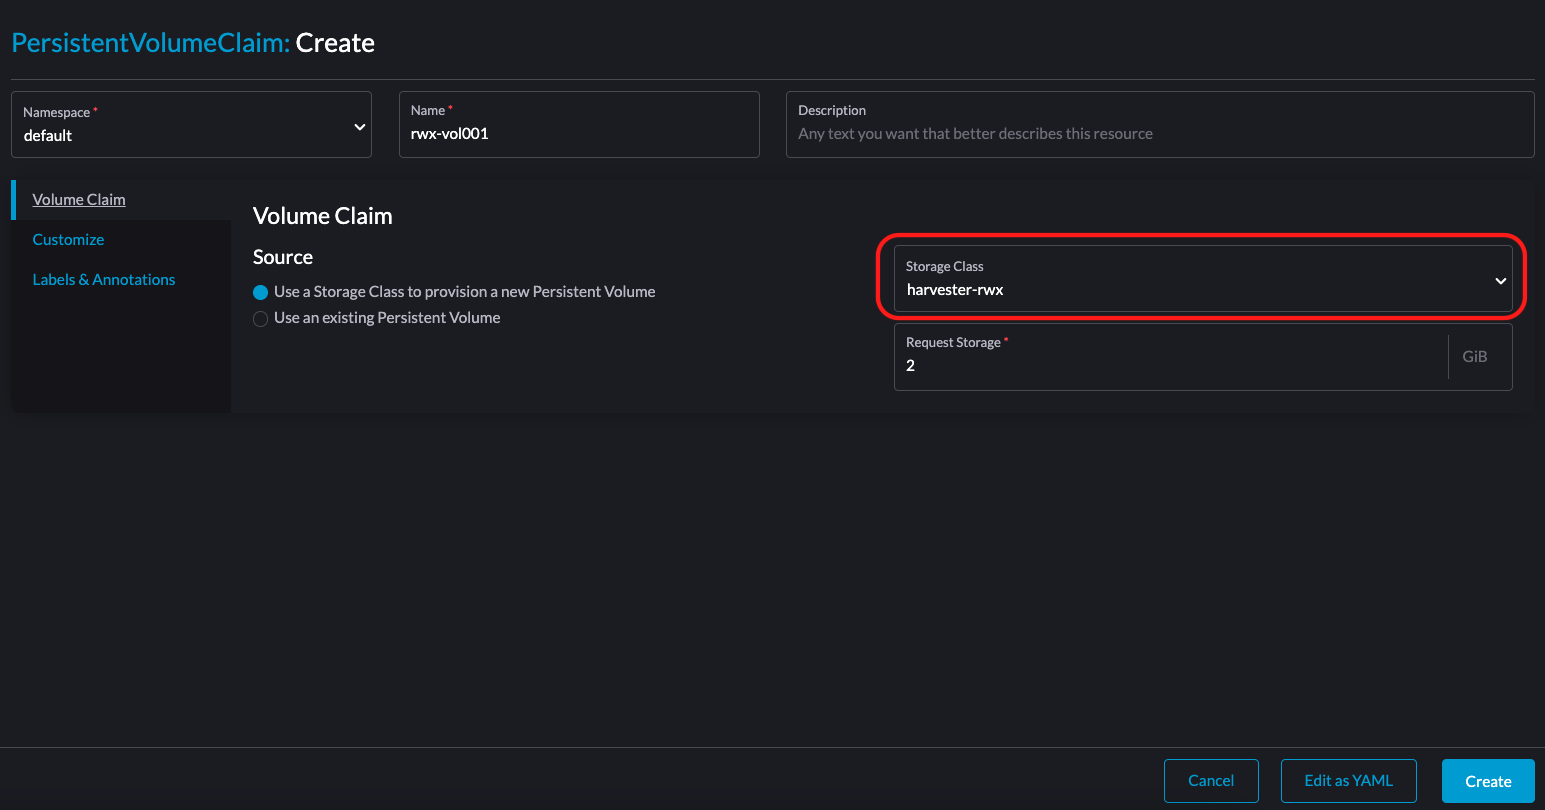 PersistentVolumeClaim: Create
Namespace *
default
Name *
rwx-vol001
Description
Any text you want that better describes this resource
Volume Claim
Customize
Labels & Annotations
Volume Claim
Source
Use a Storage Class to provision a new Persistent Volume
Use an existing Persistent Volume
Storage Class
harvester-rwx
Request Storage *
2
GiB
Cancel
Edit as YAML
Create